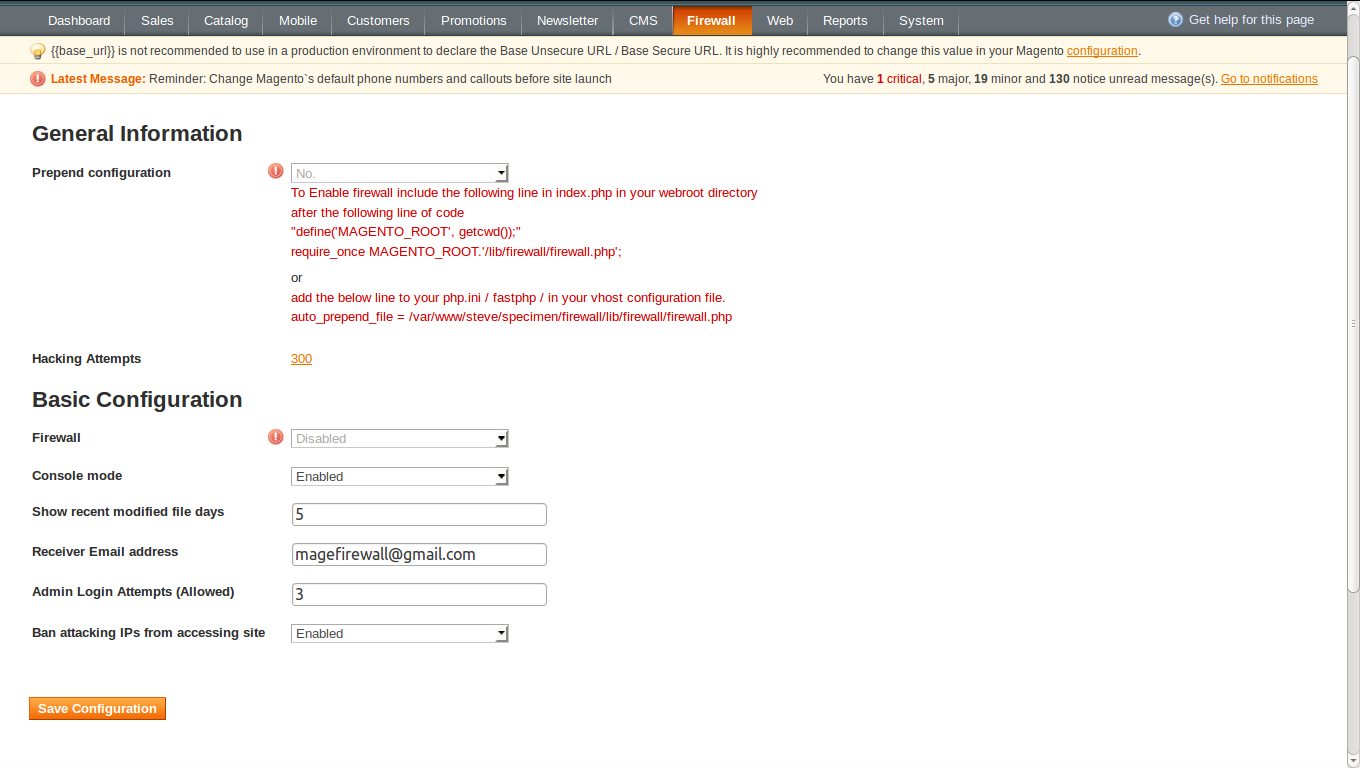 Dashboard Sales Catalog Mobile Customers Promotions Newsletter CMS Firewall Web Reports System Get help for this page
{{base_url}} is not recommended to use in a production environment to declare the Base Unsecure URL / Base Secure URL. It is highly recommended to change this value in your Magento configuration.
Latest Message: Reminder: Change Magento`s default phone numbers and callouts before site launch You have 1 critical, 5 major, 19 minor and 130 notice unread message(s). Go to notifications
General Information
Prepend configuration No.
To Enable firewall include the following line in index.php in your webroot directory
after the following line of code
"define('MAGENTO_ROOT', getcwd());"
require_once MAGENTO_ROOT.'/lib/firewall/firewall.php';
or
add the below line to your php.ini / fastphp / in your vhost configuration file.
auto_prepend_file = /var/www/steve/specimen/firewall/lib/firewall/firewall.php
Hacking Attempts 300
Basic Configuration
Firewall Disabled
Console mode Enabled
Show recent modified file days 5
Receiver Email address magefirewall@gmail.com
Admin Login Attempts (Allowed) 3
Ban attacking IPs from accessing site Enabled
Save Configuration